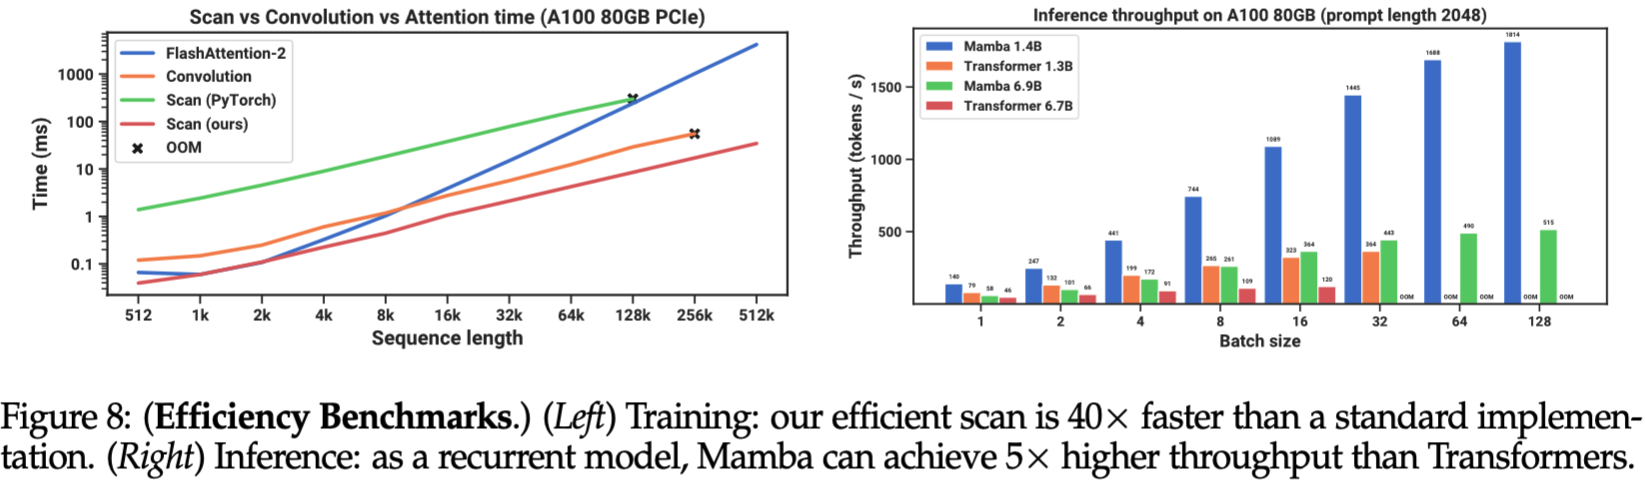 Scan vs Convolution vs Attention time (A100 80GB PCIe)
FlashAttention-2
Convolution
Scan (PyTorch)
Scan (ours)
OOM
Time (ms)
1000
100
10
1
0.1
512 1k 2k 4k 8k 16k 32k 64k 128k 256k 512k
Sequence length
Inference throughput on A100 80GB (prompt length 2048)
Mamba 1.4B
Transformer 1.3B
Mamba 6.9B
Transformer 6.7B
Throughput (tokens / s)
1500
1000
500
140 79 58 46
247 132 101 66
441 199 172 91
744 265 261 109
1089 323 364 120
1445 364 443 OOM
1688 OOM 490 OOM
1814 OOM 515 OOM
1 2 4 8 16 32 64 128
Batch size
Figure 8: (Efficiency Benchmarks.) (Left) Training: our efficient scan is 40× faster than a standard implemen-
tation. (Right) Inference: as a recurrent model, Mamba can achieve 5× higher throughput than Transformers.